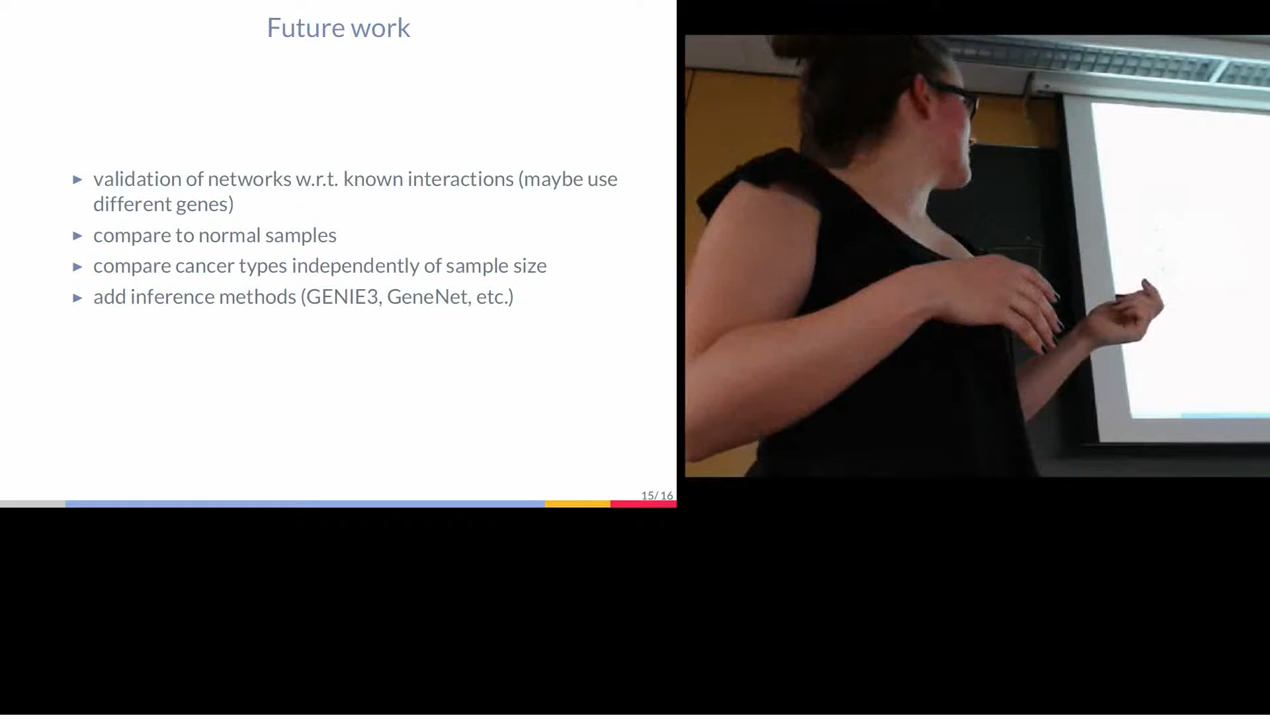 Future work
▶ validation of networks w.r.t. known interactions (maybe use
different genes)
▶ compare to normal samples
▶ compare cancer types independently of sample size
▶ add inference methods (GENIE3, GeneNet, etc.)
15/16